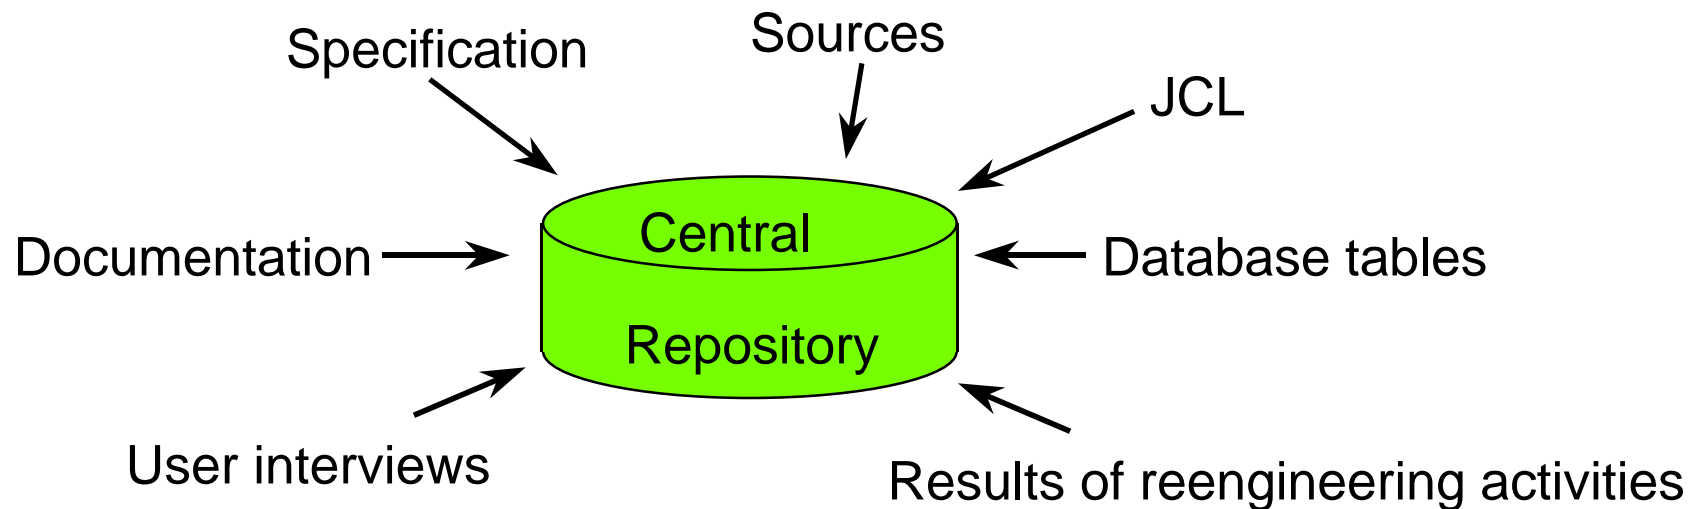 Sources
Specification
JCL
Central
Documentation
Database tables
Repository
User interviews
Results of reengineering activities